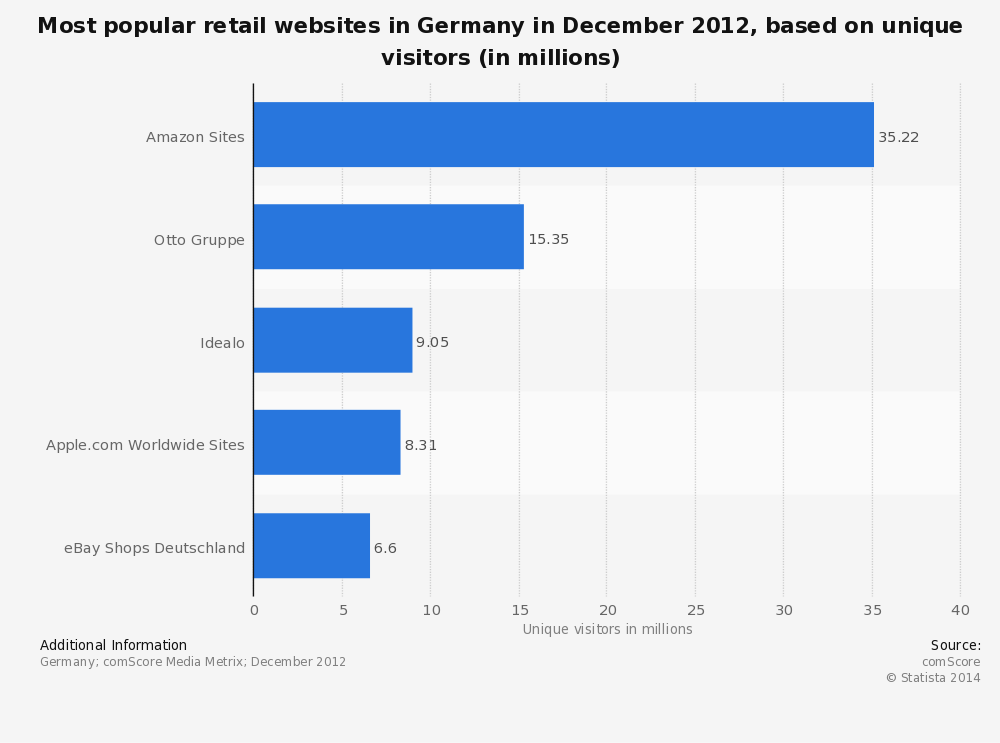 Most popular retail websites in Germany in December 2012, based on unique
visitors (in millions)
Amazon Sites
35.22
Otto Gruppe
15.35
Idealo
9.05
Apple.com Worldwide Sites
8.31
eBay Shops Deutschland
6.6
0 5 10 15 20 25 30 35 40
Unique visitors in millions
Additional Information
Germany; comScore Media Metrix; December 2012
Source:
comScore
© Statista 2014